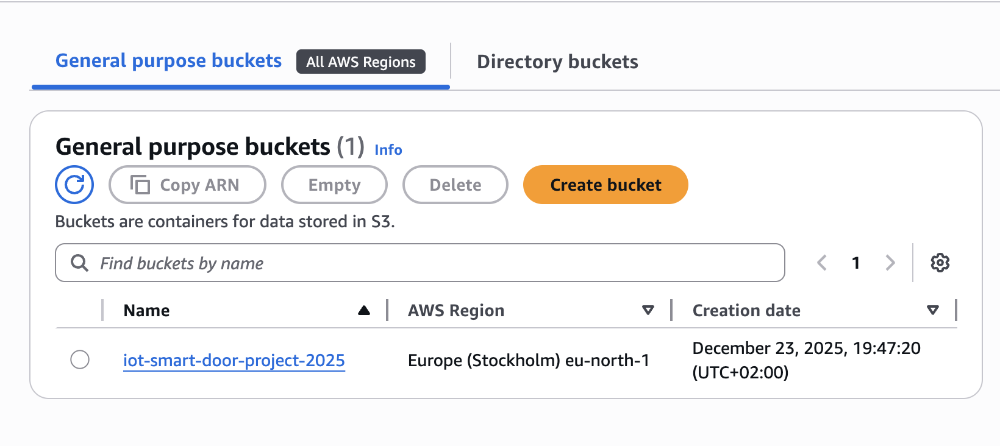 General purpose buckets All AWS Regions Directory buckets
General purpose buckets (1) Info
Copy ARN Empty Delete Create bucket
Buckets are containers for data stored in S3.
Find buckets by name 1
Name AWS Region Creation date
iot-smart-door-project-2025 Europe (Stockholm) eu-north-1 December 23, 2025, 19:47:20
(UTC+02:00)